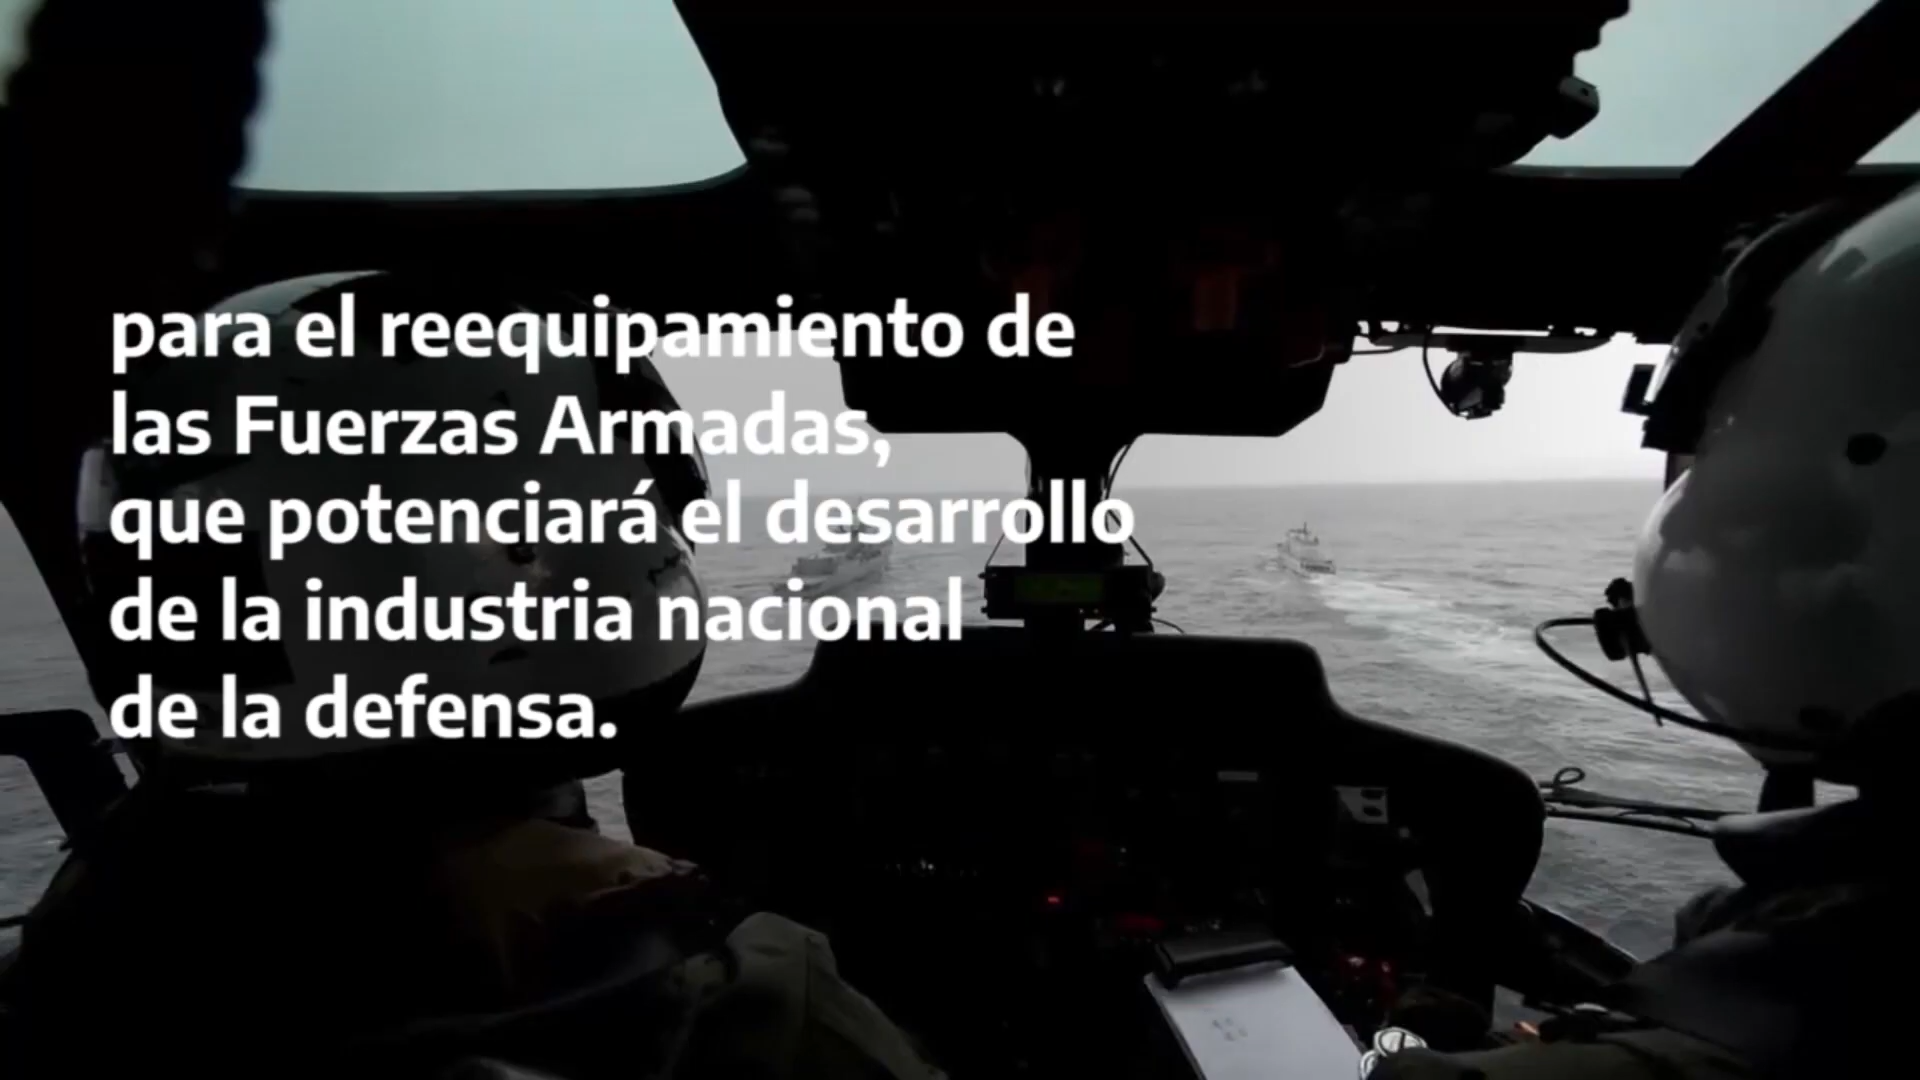 para el reequipamiento de
las Fuerzas Armadas,
que potenciará el desarrollo
de la industria nacional
de la defensa.